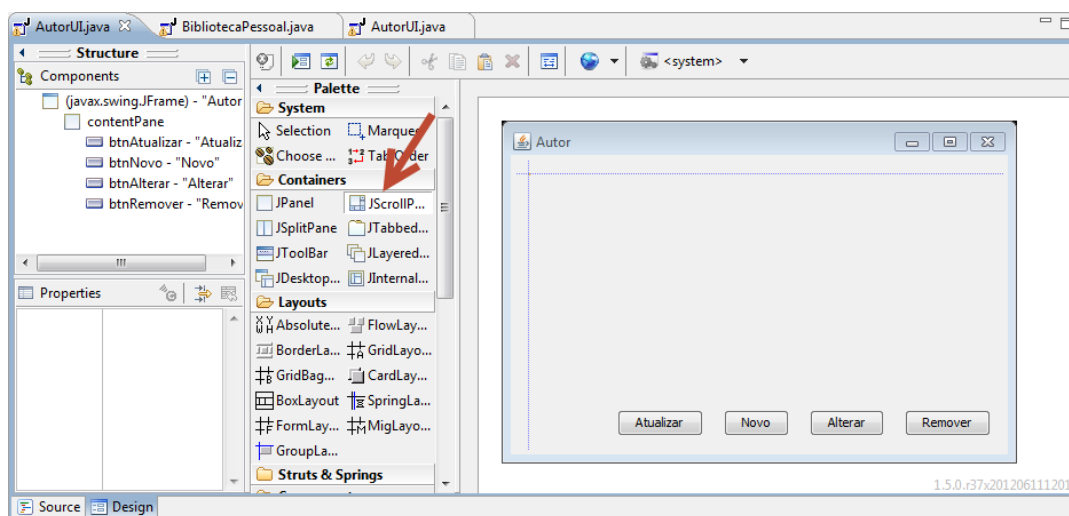 AutorUI.java
BibliotecaPessoal.java
AutorUI.java
Structure
Components
(javax.swing.JFrame) - "Autor
contentPane
btnAtualizar - "Atualiz
btnNovo - "Novo"
btnAlterar - "Alterar"
btnRemover - "Remov
Properties
<system>
Palette
System
Selection Marquee
Choose ... Tab Order
Containers
JPanel JScrollP...
JSplitPane JTabbed...
JToolBar JLayered...
JDesktop... JInternal...
Layouts
Absolute... FlowLay...
BorderLa... GridLayo...
GridBag... CardLay...
BoxLayout SpringLa...
FormLay... MigLayo...
GroupLa...
Struts & Springs
Autor
Atualizar Novo Alterar Remover
1.5.0.r37x201206111201
Source Design